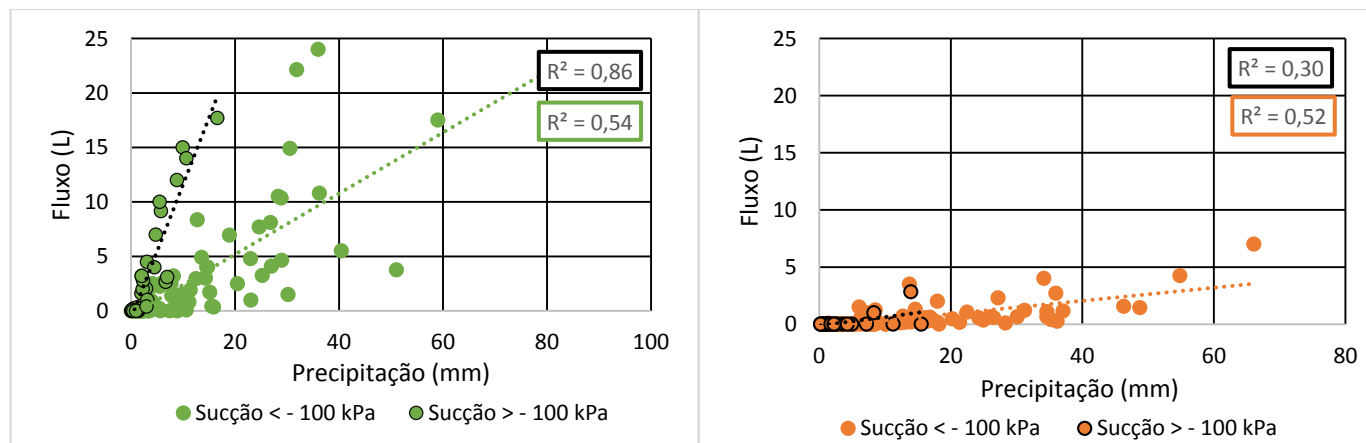 25
20
15
10
5
0
Fluxo (L)
R² = 0,86
R² = 0,54
0 20 40 60 80 100
Precipitação (mm)
Sucção < - 100 kPa Sucção > - 100 kPa
25
20
15
10
5
0
Fluxo (L)
R² = 0,30
R² = 0,52
0 20 40 60 80
Precipitação (mm)
Sucção < - 100 kPa Sucção > - 100 kPa